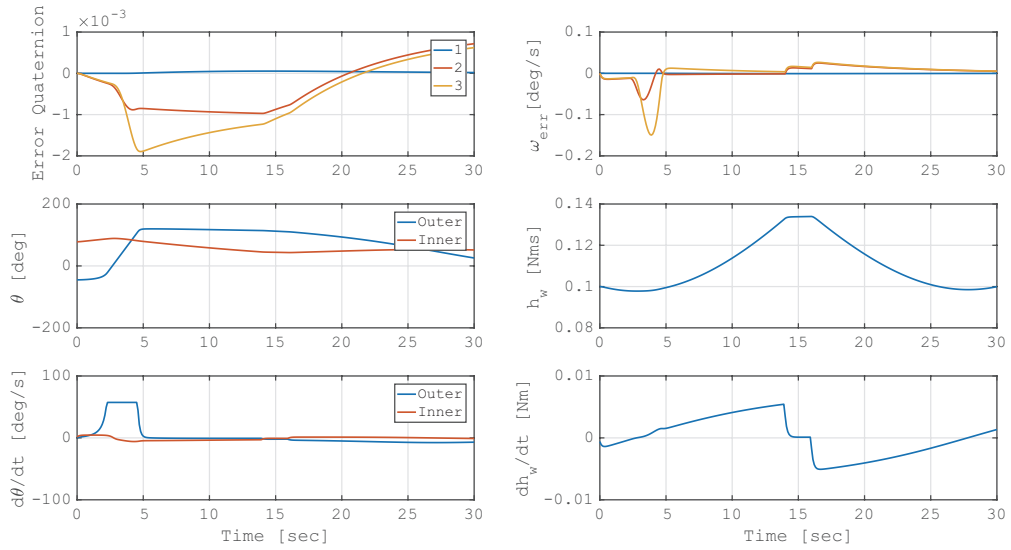 ×10⁻³
Error Quaternion
1
0
-1
-2
0 5 10 15 20 25 30
1
2
3
ω_err[deg/s]
0.1
0
-0.1
-0.2
0 5 10 15 20 25 30
θ [deg]
200
0
-200
0 5 10 15 20 25 30
Outer
Inner
h_w [Nms]
0.14
0.12
0.1
0.08
0 5 10 15 20 25 30
dθ/dt [deg/s]
100
0
-100
0 5 10 15 20 25 30
Outer
Inner
Time [sec]
dh_w/dt [Nm]
0.01
0
-0.01
0 5 10 15 20 25 30
Time [sec]